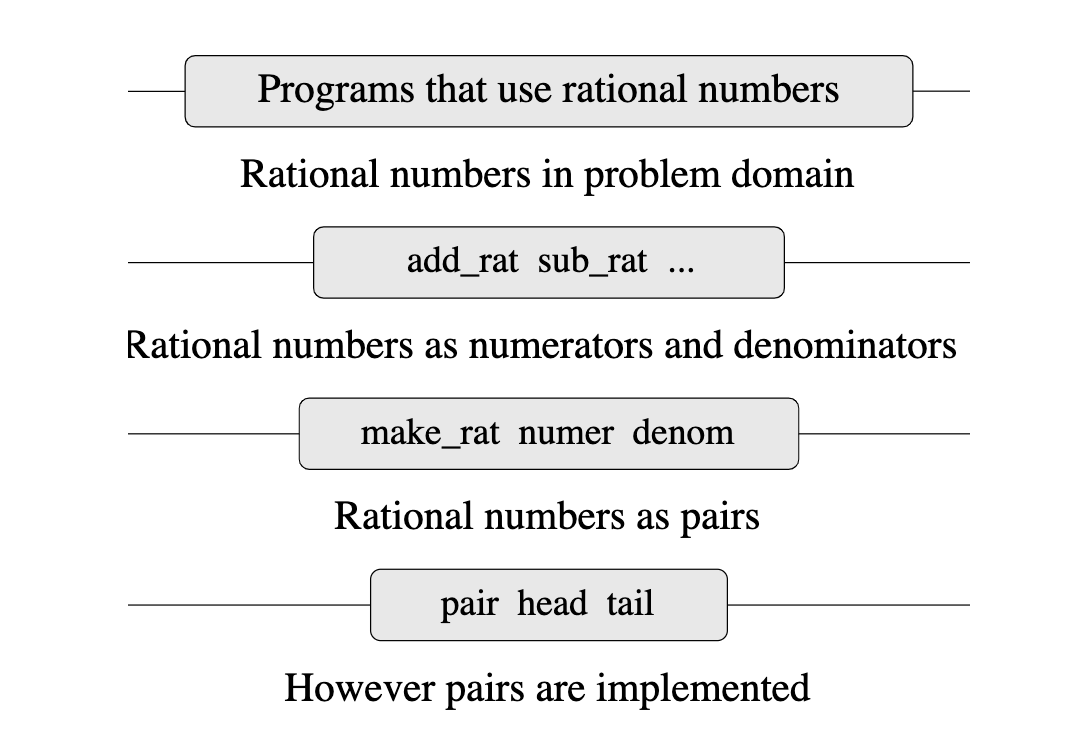 Programs that use rational numbers
Rational numbers in problem domain
add_rat sub_rat ...
Rational numbers as numerators and denominators
make_rat numer denom
Rational numbers as pairs
pair head tail
However pairs are implemented